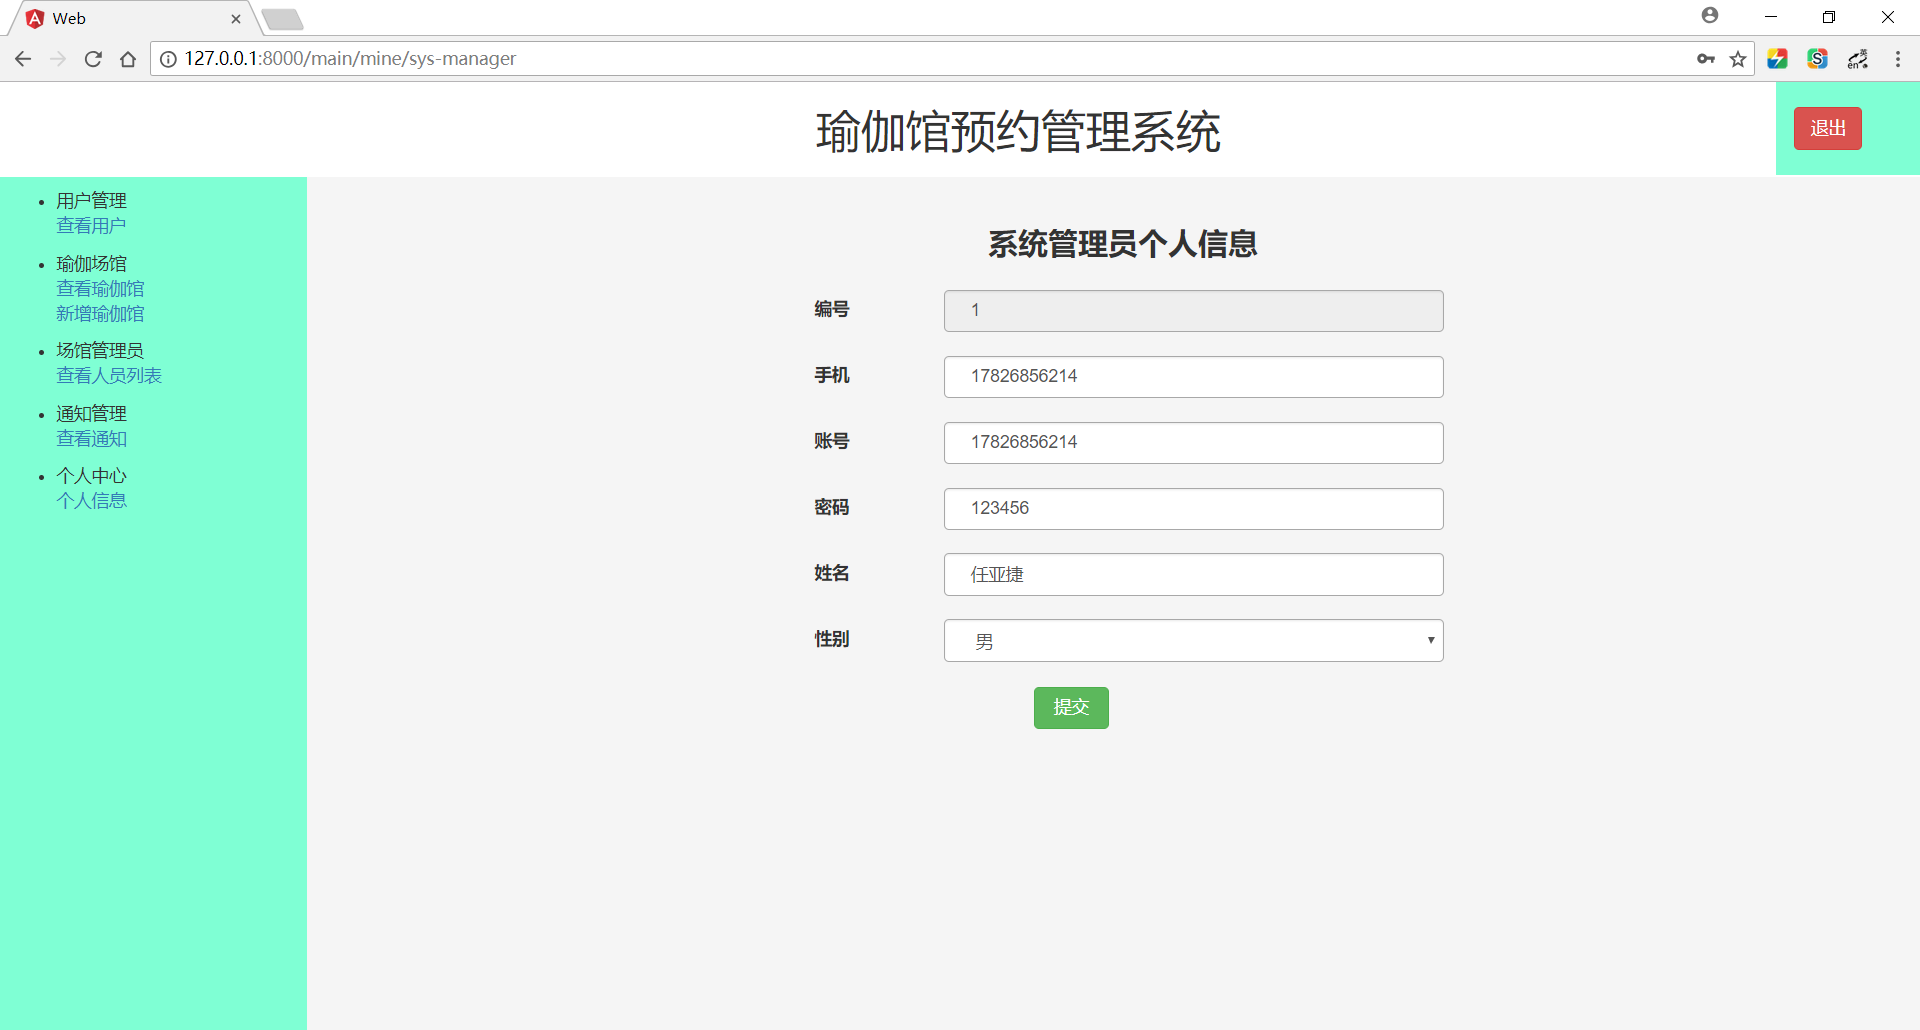 Web
127.0.0.1:8000/main/mine/sys-manager
英
en
瑜伽馆预约管理系统
退出
用户管理
查看用户
瑜伽场馆
查看瑜伽馆
新增瑜伽馆
场馆管理员
查看人员列表
通知管理
查看通知
个人中心
个人信息
系统管理员个人信息
编号 1
手机 17826856214
账号 17826856214
密码 123456
姓名 任亚捷
性别 男
提交